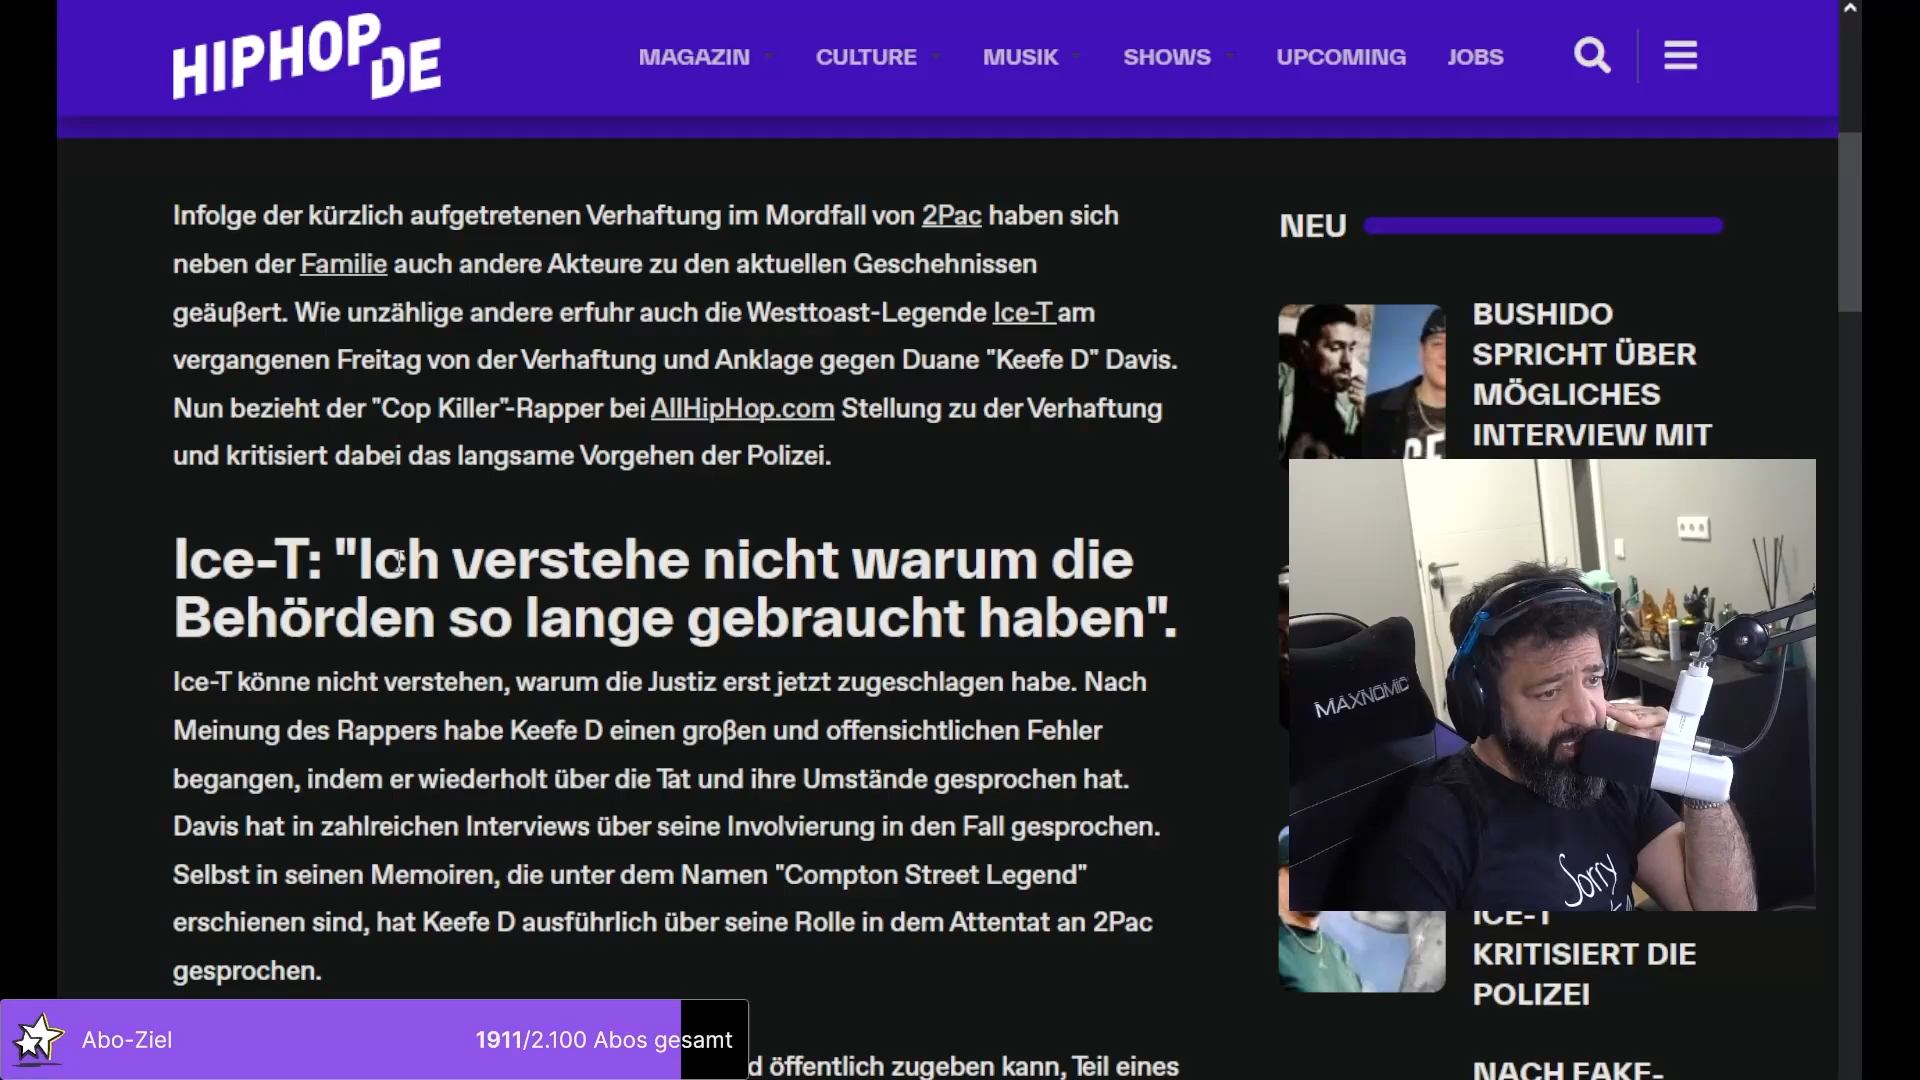 HIPHOP.DE
MAGAZIN CULTURE MUSIK SHOWS UPCOMING JOBS
Infolge der kürzlich aufgetretenen Verhaftung im Mordfall von 2Pac haben sich
neben der Familie auch andere Akteure zu den aktuellen Geschehnissen
geäußert. Wie unzählige andere erfuhr auch die Westtoast-Legende Ice-T am
vergangenen Freitag von der Verhaftung und Anklage gegen Duane "Keefe D" Davis.
Nun bezieht der "Cop Killer"-Rapper bei AllHipHop.com Stellung zu der Verhaftung
und kritisiert dabei das langsame Vorgehen der Polizei.
Ice-T: "Ich verstehe nicht warum die
Behörden so lange gebraucht haben".
Ice-T könne nicht verstehen, warum die Justiz erst jetzt zugeschlagen habe. Nach
Meinung des Rappers habe Keefe D einen großen und offensichtlichen Fehler
begangen, indem er wiederholt über die Tat und ihre Umstände gesprochen hat.
Davis hat in zahlreichen Interviews über seine Involvierung in den Fall gesprochen.
Selbst in seinen Memoiren, die unter dem Namen "Compton Street Legend"
erschienen sind, hat Keefe D ausführlich über seine Rolle in dem Attentat an 2Pac
gesprochen.
d öffentlich zugeben kann, Teil eines
NEU
BUSHIDO
SPRICHT ÜBER
MÖGLICHES
INTERVIEW MIT
MAXNOMIC
Sorry
ICE-T
KRITISIERT DIE
POLIZEI
NACH FAKE-
Abo-Ziel 1911/2.100 Abos gesamt